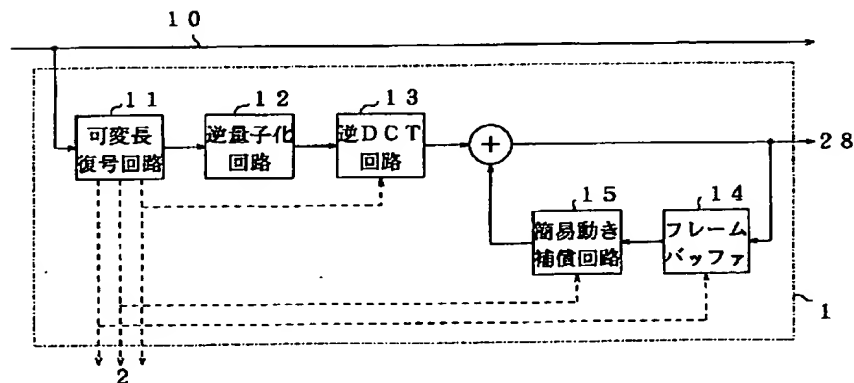 １０
１１
可変長
復号回路
１２
逆量子化
回路
１３
逆ＤＣＴ
回路
＋
２８
１５
簡易動き
補償回路
１４
フレーム
バッファ
１
２